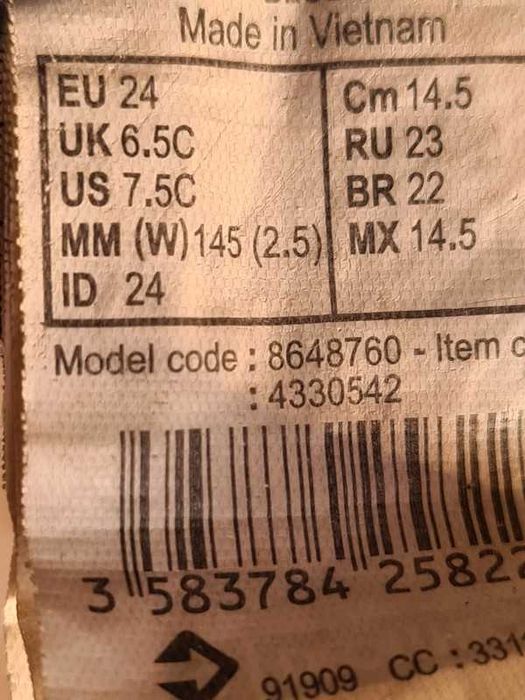 Made in Vietnam
EU 24
UK 6.5C
US 7.5C
MM (W) 145 (2.5)
ID 24
Cm 14.5
RU 23
BR 22
MX 14.5
Model code : 8648760 - Item
: 4330542
3 583784 25822
91909 CC : 331